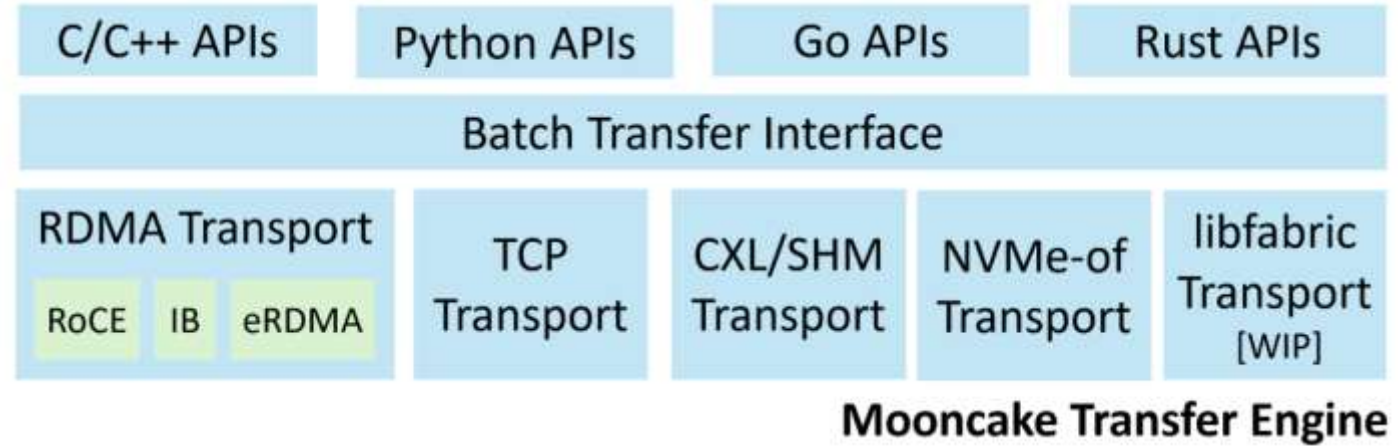 C/C++ APIs
Python APIs
Go APIs
Rust APIs
Batch Transfer Interface
RDMA Transport
RoCE
IB
eRDMA
TCP
Transport
CXL/SHM
Transport
NVMe-of
Transport
libfabric
Transport
[WIP]
Mooncake Transfer Engine